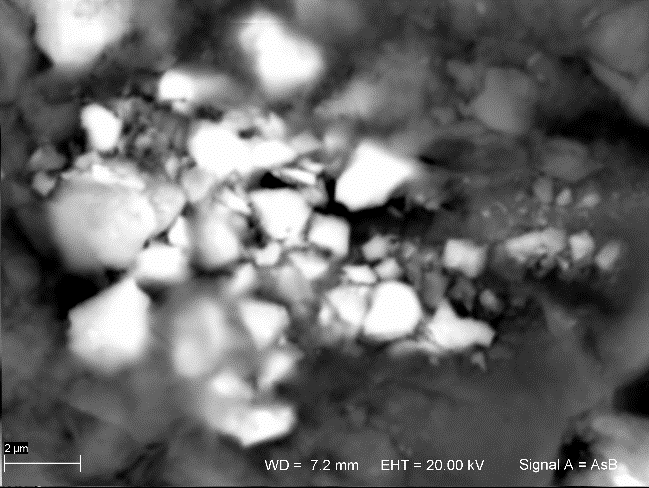 2 µm
WD = 7.2 mm EHT = 20.00 kV Signal A = AsB